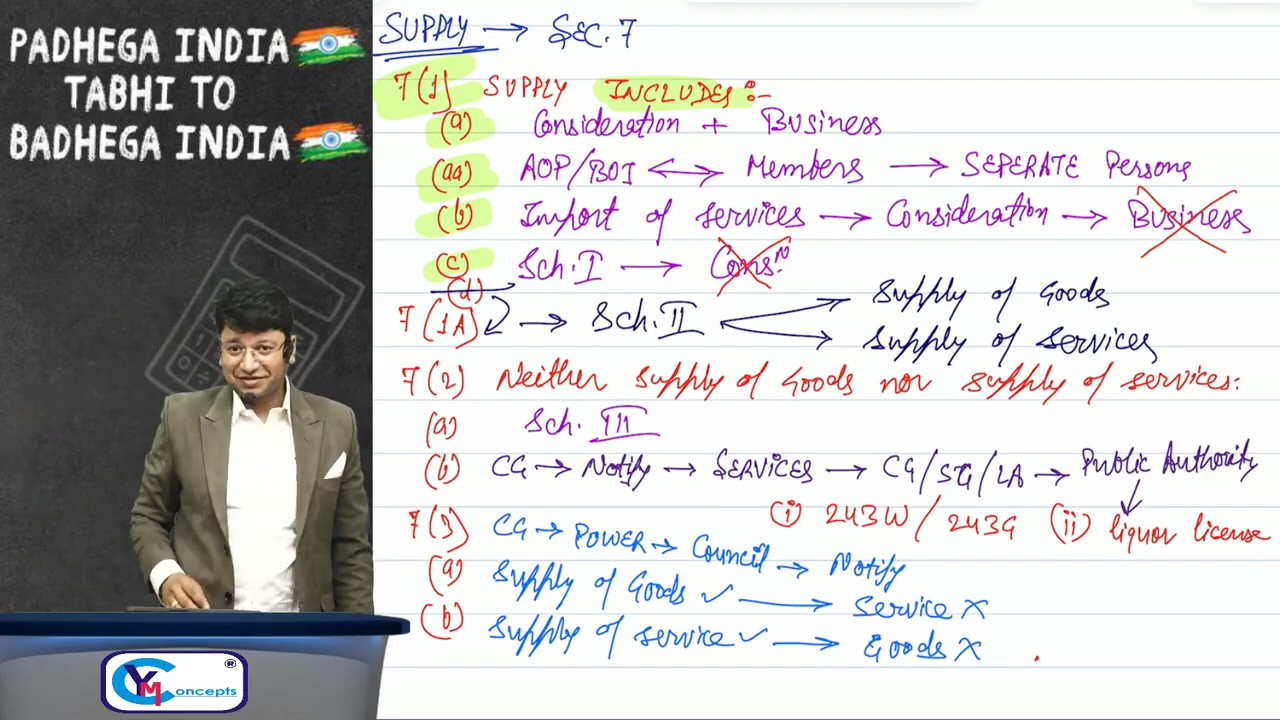 PADHEGA INDIA
TABHI TO
BADHEGA INDIA
SUPPLY → SEC. 7
7(1) SUPPLY INCLUDES :-
(a) Consideration + Business
(aa) AOP/BOI ↔ Members → SEPERATE Persons
(b) Import of services → Consideration → Business
(c) Sch. I → Consn.
(d)
7(1A) → Sch. II
Supply of Goods
Supply of services
7(2) Neither supply of Goods nor supply of services:
(a) Sch. III
(b) CG → Notify → SERVICES → CG/SG/LA → Public Authority
(i) 243W / 243G (ii) liquor license
7(3) CG → POWER → Council → Notify
(a) Supply of Goods ✓ → Service ✗
(b) Supply of service ✓ → Goods ✗
CYM Concepts ®